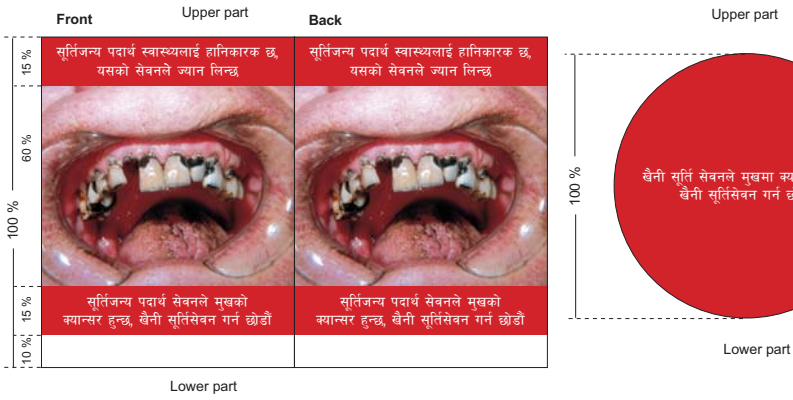 Front
Upper part
Back
Upper part
15 %
सूर्तिजन्य पदार्थ स्वास्थ्यलाई हानिकारक छ,
यसको सेवनले ज्यान लिन्छ
सूर्तिजन्य पदार्थ स्वास्थ्यलाई हानिकारक छ,
यसको सेवनले ज्यान लिन्छ
60 %
100 %
15 %
सूर्तिजन्य पदार्थ सेवनले मुखको
क्यान्सर हुन्छ, खैनी सूर्तिसेवन गर्न छोडौं
सूर्तिजन्य पदार्थ सेवनले मुखको
क्यान्सर हुन्छ, खैनी सूर्तिसेवन गर्न छोडौं
10 %
Lower part
100 %
खैनी सूर्ति सेवनले मुखमा
खैनी सूर्तिसेवन गर्न
Lower part